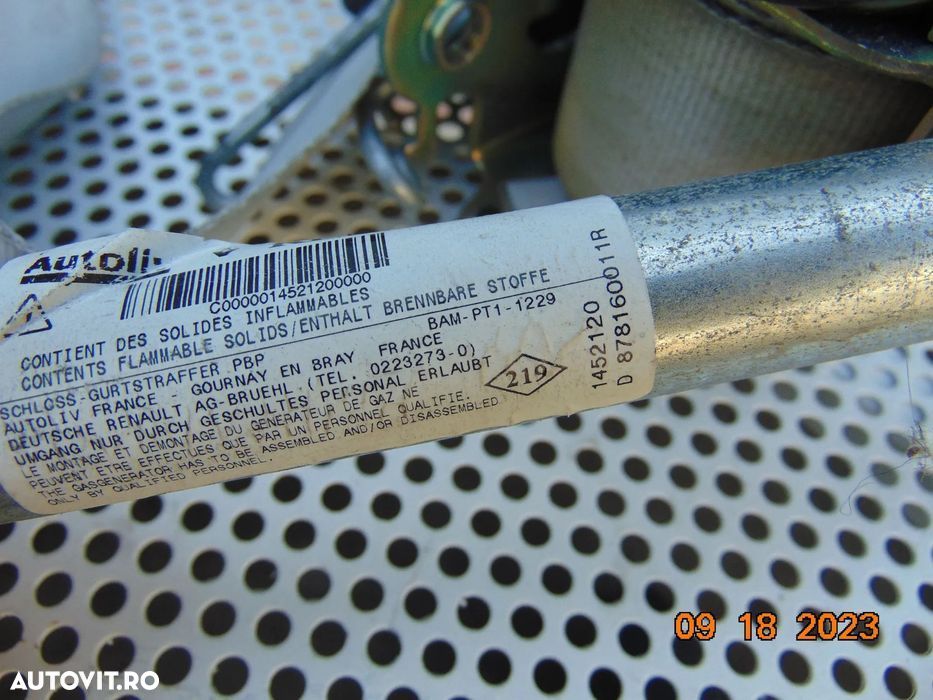 Autoliv
C0000014521200000
CONTIENT DES SOLIDES INFLAMMABLES
CONTENTS FLAMMABLE SOLIDS/ENTHALT BRENNBARE STOFFE
BAM-PT1-1229
SCHLOSS-GURTSTRAFFER PBP
AUTOLIV FRANCE - GOURNAY EN BRAY FRANCE
DEUTSCHE RENAULT AG-BRUEHL (TEL. 0223273-0)
UMGANG NUR DURCH GESCHULTES PERSONAL ERLAUBT
LE MONTAGE ET DEMONTAGE DU GENERATEUR DE GAZ NE
PEUVENT ETRE EFFECTUES QUE PAR UN PERSONNEL QUALIFIE.
THE GASGENERATOR HAS TO BE ASSEMBLED AND/OR DISASSEMBLED
ONLY BY QUALIFIED PERSONNEL.
219
1452120
D 878160011R
09 18 2023
AUTOVIT.RO